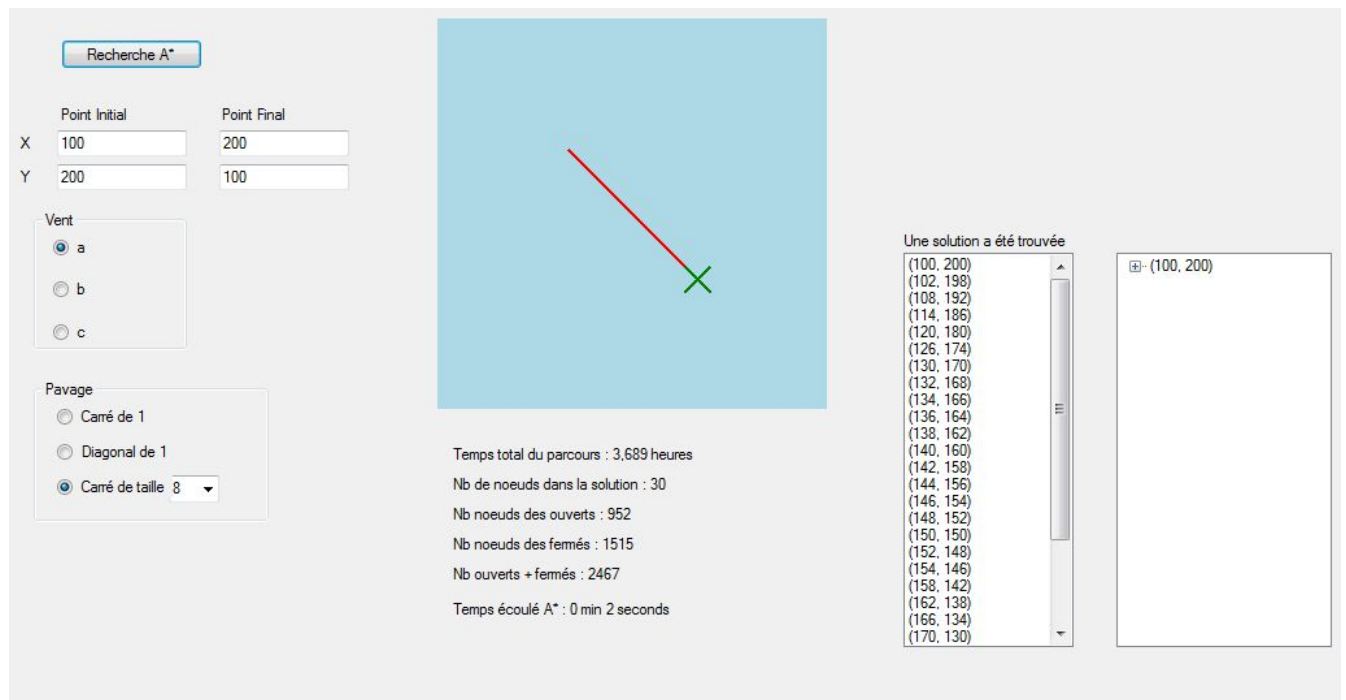 Recherche A*
Point Initial Point Final
X 100 200
Y 200 100
Vent
a
b
c
Pavage
Carré de 1
Diagonal de 1
Carré de taille 8
Temps total du parcours : 3,689 heures
Nb de noeuds dans la solution : 30
Nb noeuds des ouverts : 952
Nb noeuds des fermés : 1515
Nb ouverts + fermés : 2467
Temps écoulé A* : 0 min 2 seconds
Une solution a été trouvée
(100, 200)
(102, 198)
(108, 192)
(114, 186)
(120, 180)
(126, 174)
(130, 170)
(132, 168)
(134, 166)
(136, 164)
(138, 162)
(140, 160)
(142, 158)
(144, 156)
(146, 154)
(148, 152)
(150, 150)
(152, 148)
(154, 146)
(158, 142)
(162, 138)
(166, 134)
(170, 130)
(100, 200)